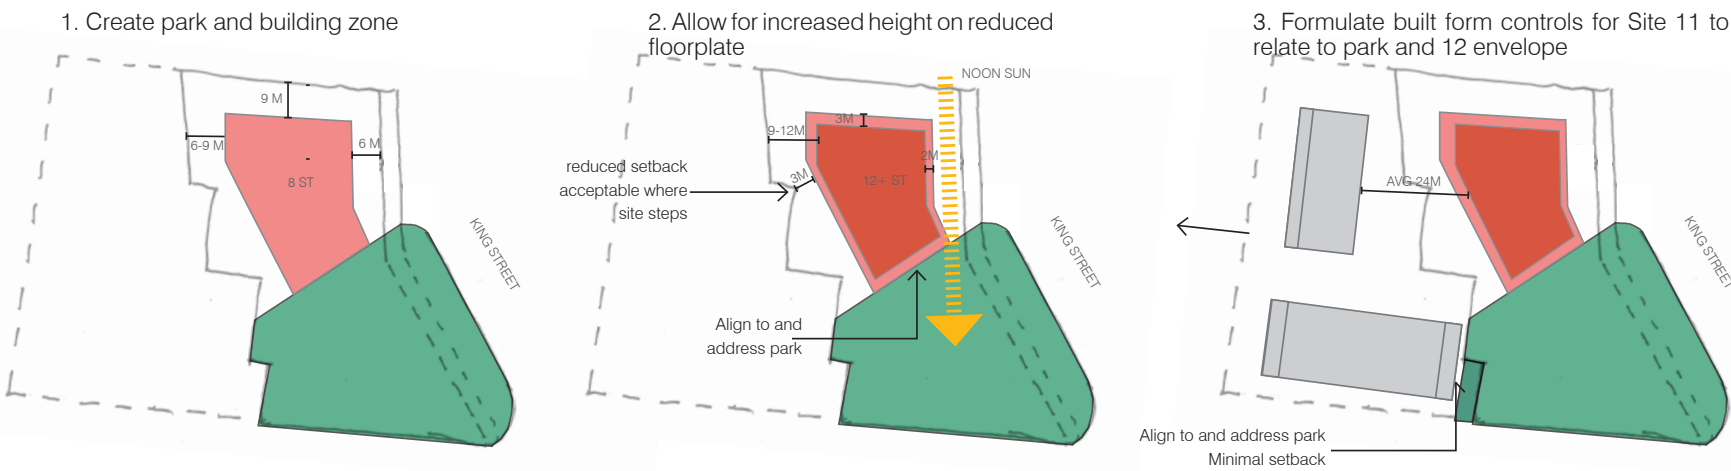 1. Create park and building zone
9 M
6-9 M
6 M
8 ST
KING STREET
2. Allow for increased height on reduced
floorplate
NOON SUN
3M
9-12M
2M
3M
12+ ST
reduced setback
acceptable where
site steps
KING STREET
Align to and
address park
3. Formulate built form controls for Site 11 to
relate to park and 12 envelope
AVG 24M
KING STREET
Align to and address park
Minimal setback